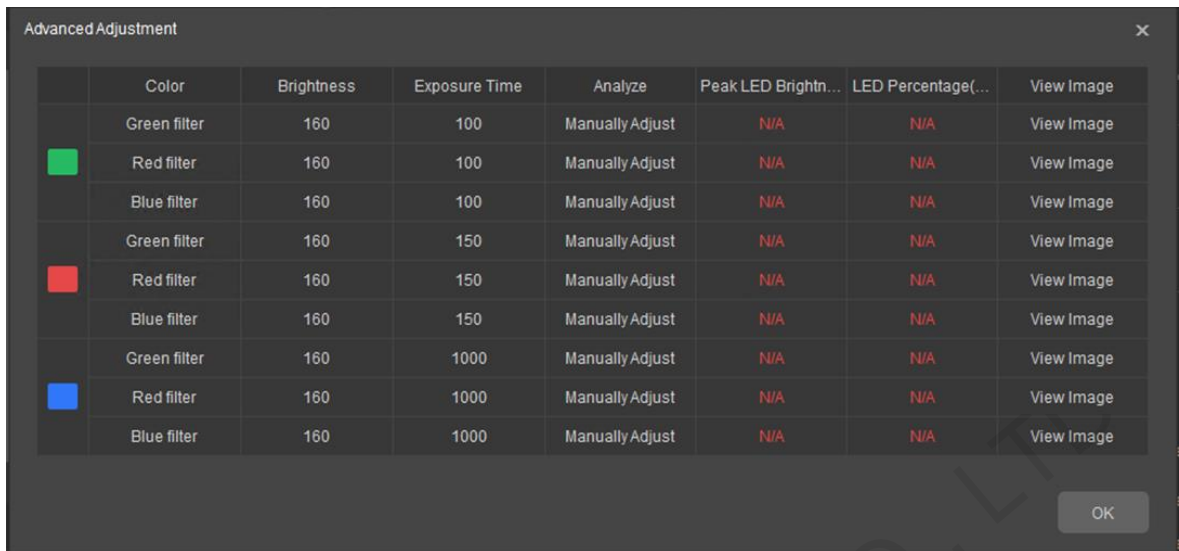 Advanced Adjustment
Color Brightness Exposure Time Analyze Peak LED Brightn... LED Percentage(... View Image
Green filter 160 100 Manually Adjust N/A N/A View Image
Red filter 160 100 Manually Adjust N/A N/A View Image
Blue filter 160 100 Manually Adjust N/A N/A View Image
Green filter 160 150 Manually Adjust N/A N/A View Image
Red filter 160 150 Manually Adjust N/A N/A View Image
Blue filter 160 150 Manually Adjust N/A N/A View Image
Green filter 160 1000 Manually Adjust N/A N/A View Image
Red filter 160 1000 Manually Adjust N/A N/A View Image
Blue filter 160 1000 Manually Adjust N/A N/A View Image
OK